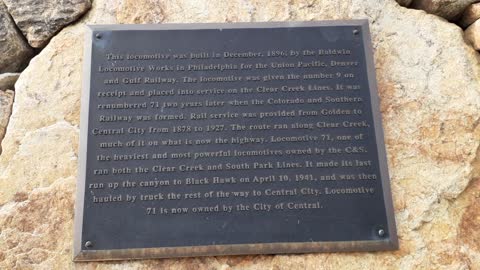 This locomotive was built in December, 1896, by the Baldwin
Locomotive Works in Philadelphia for the Union Pacific, Denver
and Gulf Railway. The locomotive was given the number 9 on
receipt and placed into service on the Clear Creek Lines. It was
renumbered 71 two years later when the Colorado and Southern
Railway was formed. Rail service was provided from Golden to
Central City from 1878 to 1927. The route ran along Clear Creek,
much of it on what is now the highway. Locomotive 71, one of
the heaviest and most powerful locomotives owned by the C&S.
ran both the Clear Creek and South Park Lines. It made its last
run up the canyon to Black Hawk on April 10, 1941, and was then
hauled by truck the rest of the way to Central City. Locomotive
71 is now owned by the City of Central.